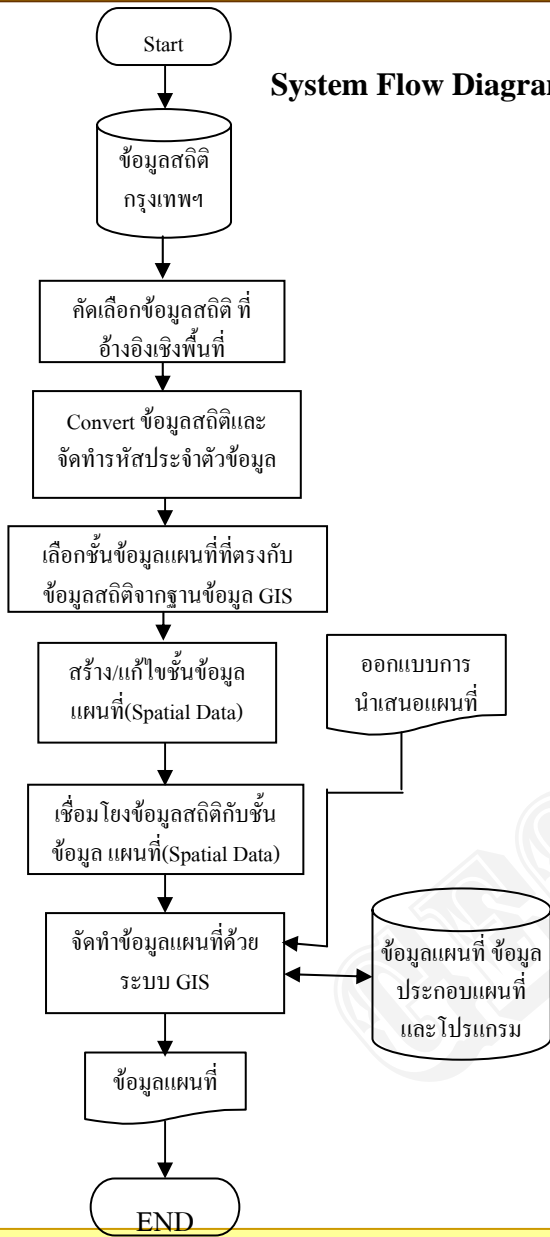 Start
System Flow Diagram
ข้อมูลสถิติ
กรุงเทพฯ
คัดเลือกข้อมูลสถิติ ที่
อ้างอิงเชิงพื้นที่
Convert ข้อมูลสถิติและ
จัดทำรหัสประจำตัวข้อมูล
เลือกชั้นข้อมูลแผนที่ที่ตรงกับ
ข้อมูลสถิติจากฐานข้อมูล GIS
สร้าง/แก้ไขชั้นข้อมูล
แผนที่(Spatial Data)
ออกแบบการ
นำเสนอแผนที่
เชื่อมโยงข้อมูลสถิติกับชั้น
ข้อมูล แผนที่(Spatial Data)
จัดทำข้อมูลแผนที่ด้วย
ระบบ GIS
ข้อมูลแผนที่ ข้อมูล
ประกอบแผนที่
และโปรแกรม
ข้อมูลแผนที่
END